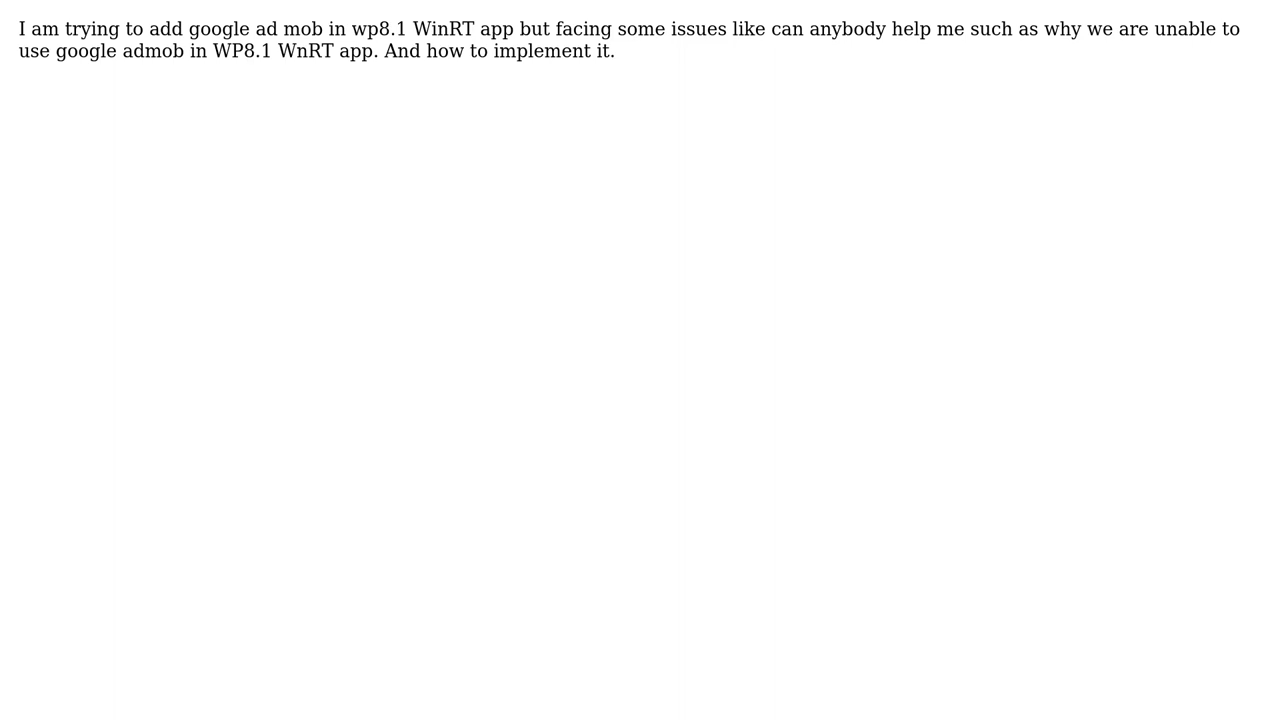 I am trying to add google ad mob in wp8.1 WinRT app but facing some issues like can anybody help me such as why we are unable to
use google admob in WP8.1 WnRT app. And how to implement it.